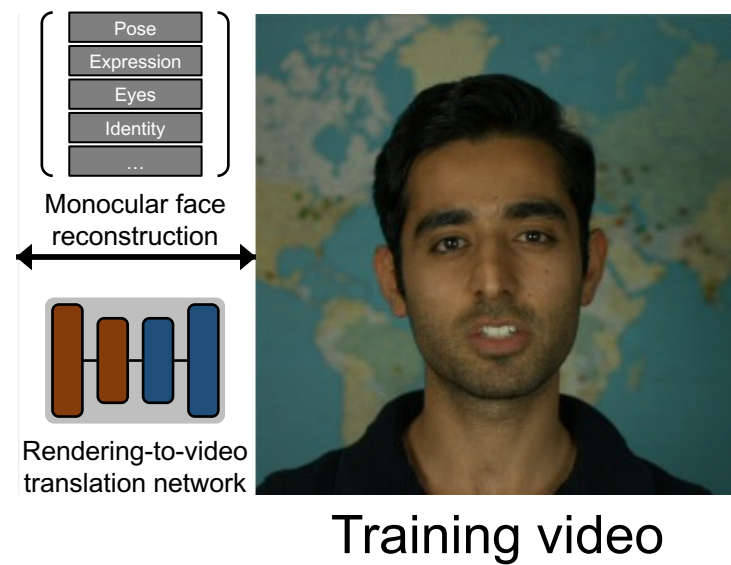 Pose
Expression
Eyes
Identity
...
Monocular face
reconstruction
Rendering-to-video
translation network
Training video